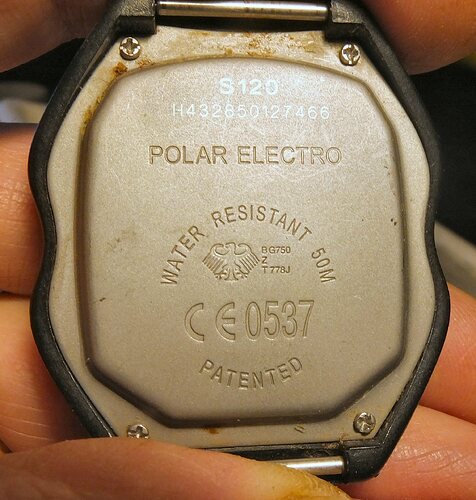 S120
H432850127466
POLAR ELECTRO
WATER RESISTANT 50M
BG750
Z
T778J
CE 0537
PATENTED